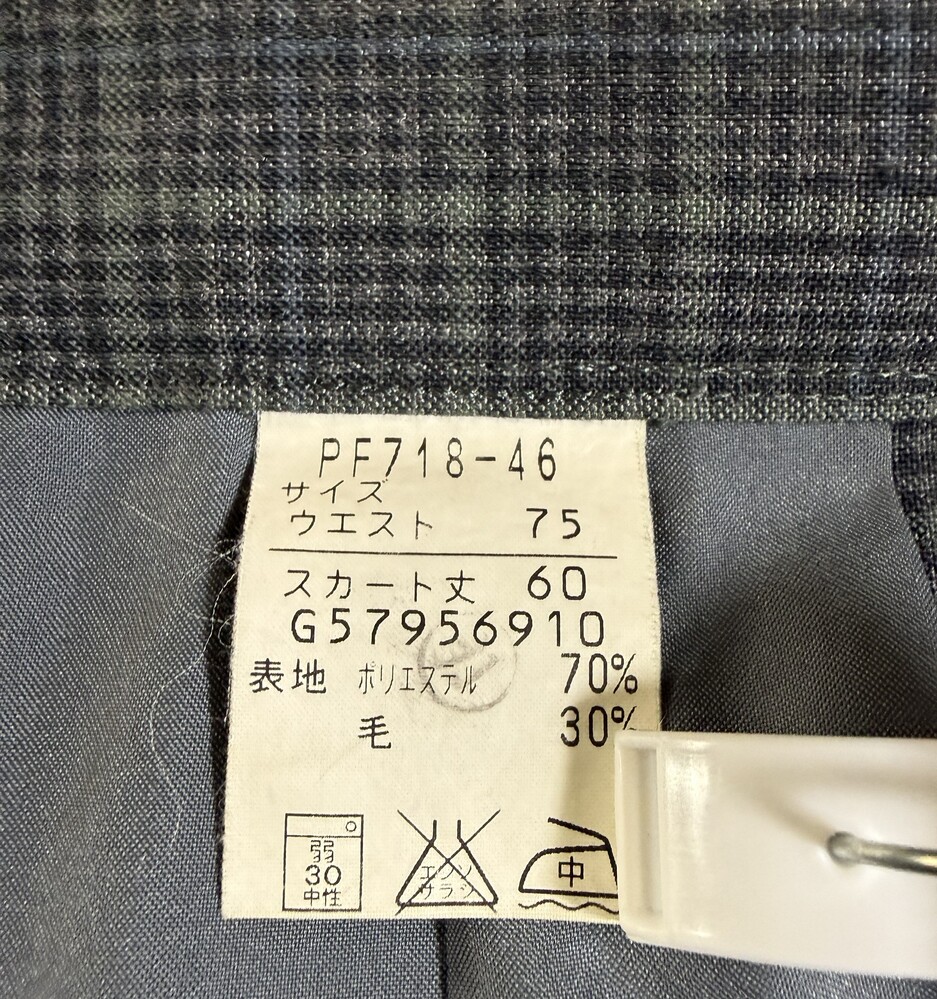 PF718-46
サイズ
ウエスト 75
スカート丈 60
G57956910
表地 ポリエステル 70%
毛 30%
弱
30
中性
エンソ
サラシ
中